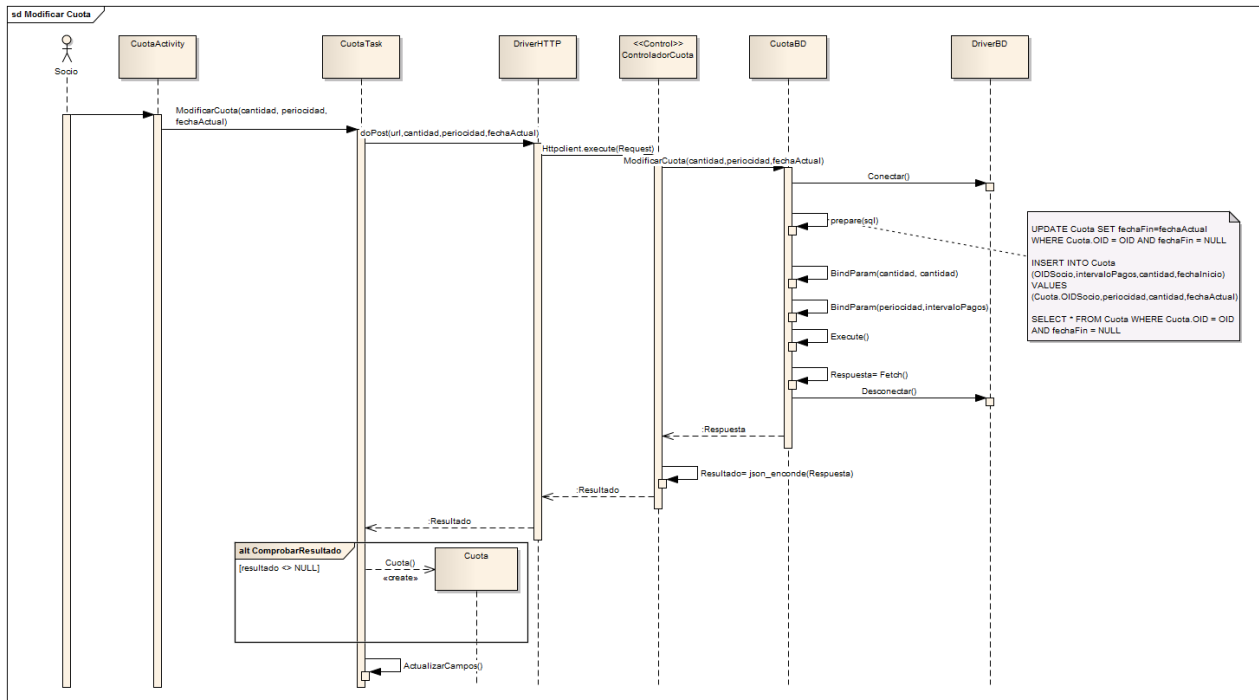 sd Modificar Cuota
Socio
CuotaActivity
CuotaTask
DriverHTTP
<<Control>>
ControladorCuota
CuotaBD
DriverBD
ModificarCuota(cantidad, periocidad,
fechaActual)
doPost(url,cantidad,periocidad,fechaActual)
Httpclient.execute(Request)
ModificarCuota(cantidad,periocidad,fechaActual)
Conectar()
prepare(sql)
UPDATE Cuota SET fechaFin=fechaActual
WHERE Cuota.OID = OID AND fechaFin = NULL
INSERT INTO Cuota
(OIDSocio,intervaloPagos,cantidad,fechaInicio)
VALUES
(Cuota.OIDSocio,periocidad,cantidad,fechaActual)
SELECT * FROM Cuota WHERE Cuota.OID = OID
AND fechaFin = NULL
BindParam(cantidad, cantidad)
BindParam(periocidad,intervaloPagos)
Execute()
Respuesta= Fetch()
Desconectar()
:Respuesta
Resultado= json_enconde(Respuesta)
:Resultado
:Resultado
alt ComprobarResultado
[resultado <> NULL]
Cuota()
«create»
Cuota
ActualizarCampos()